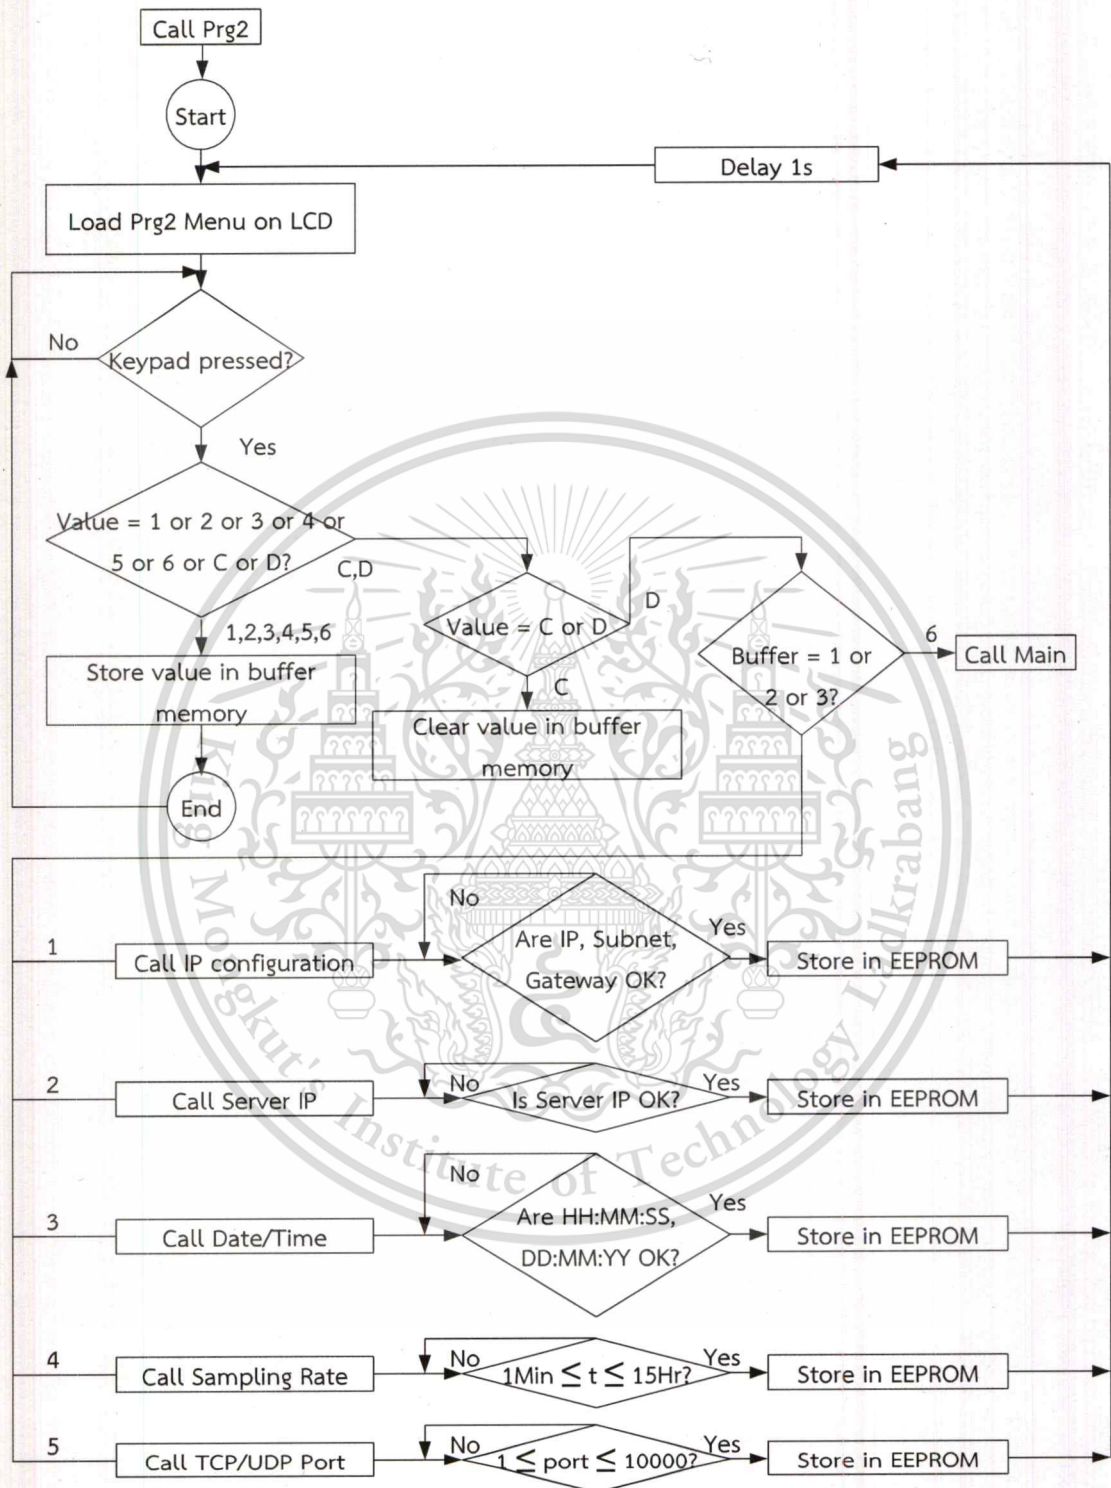 Call Prg2
Start
Delay 1s
Load Prg2 Menu on LCD
No
Keypad pressed?
Yes
Value = 1 or 2 or 3 or 4 or
5 or 6 or C or D?
C,D
1,2,3,4,5,6
Value = C or D
D
C
Buffer = 1 or
2 or 3?
6
Call Main
Store value in buffer
memory
Clear value in buffer
memory
End
1
Call IP configuration
No
Are IP, Subnet,
Gateway OK?
Yes
Store in EEPROM
2
Call Server IP
No
Is Server IP OK?
Yes
Store in EEPROM
3
Call Date/Time
No
Are HH:MM:SS,
DD:MM:YY OK?
Yes
Store in EEPROM
4
Call Sampling Rate
No
1Min ≤ t ≤ 15Hr?
Yes
Store in EEPROM
5
Call TCP/UDP Port
No
1 ≤ port ≤ 10000?
Yes
Store in EEPROM
King Mongkut's Institute of Technology Ladkrabang